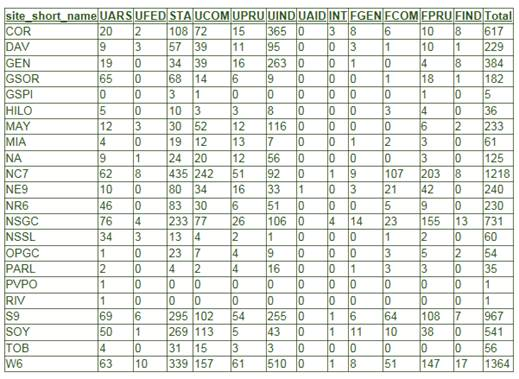 site_short_name UARS UFED STA UCOM UPRU UIND UAID INT FGEN FCOM FPRU FIND Total
COR 20 2 108 72 15 365 0 3 8 6 10 8 617
DAV 9 3 57 39 11 95 0 0 3 1 10 1 229
GEN 19 0 34 39 16 263 0 0 1 0 4 8 384
GSOR 65 0 68 14 6 9 0 0 0 1 18 1 182
GSPI 0 0 3 1 0 0 0 0 0 0 1 0 5
HILO 5 0 10 3 3 8 0 0 0 3 4 0 36
MAY 12 3 30 52 12 116 0 0 0 0 6 2 233
MIA 4 0 19 12 13 7 0 0 1 2 3 0 61
NA 9 1 24 20 12 56 0 0 0 0 3 0 125
NC7 62 8 435 242 51 92 0 1 9 107 203 8 1218
NE9 10 0 80 34 16 33 1 0 3 21 42 0 240
NR6 46 0 83 30 6 51 0 0 0 5 9 0 230
NSGC 76 4 233 77 26 106 0 4 14 23 155 13 731
NSSL 34 3 13 4 2 1 0 0 0 1 2 0 60
OPGC 1 0 23 7 4 9 0 0 0 3 5 2 54
PARL 2 0 4 2 4 16 0 0 1 3 3 0 35
PVPO 1 0 0 0 0 0 0 0 0 0 0 0 1
RIV 1 0 0 0 0 0 0 0 0 0 0 0 1
S9 69 6 295 102 54 255 0 1 6 64 108 7 967
SOY 50 1 269 113 5 43 0 1 11 10 38 0 541
TOB 4 0 31 15 3 3 0 0 0 0 0 0 56
W6 63 10 339 157 61 510 0 1 8 51 147 17 1364